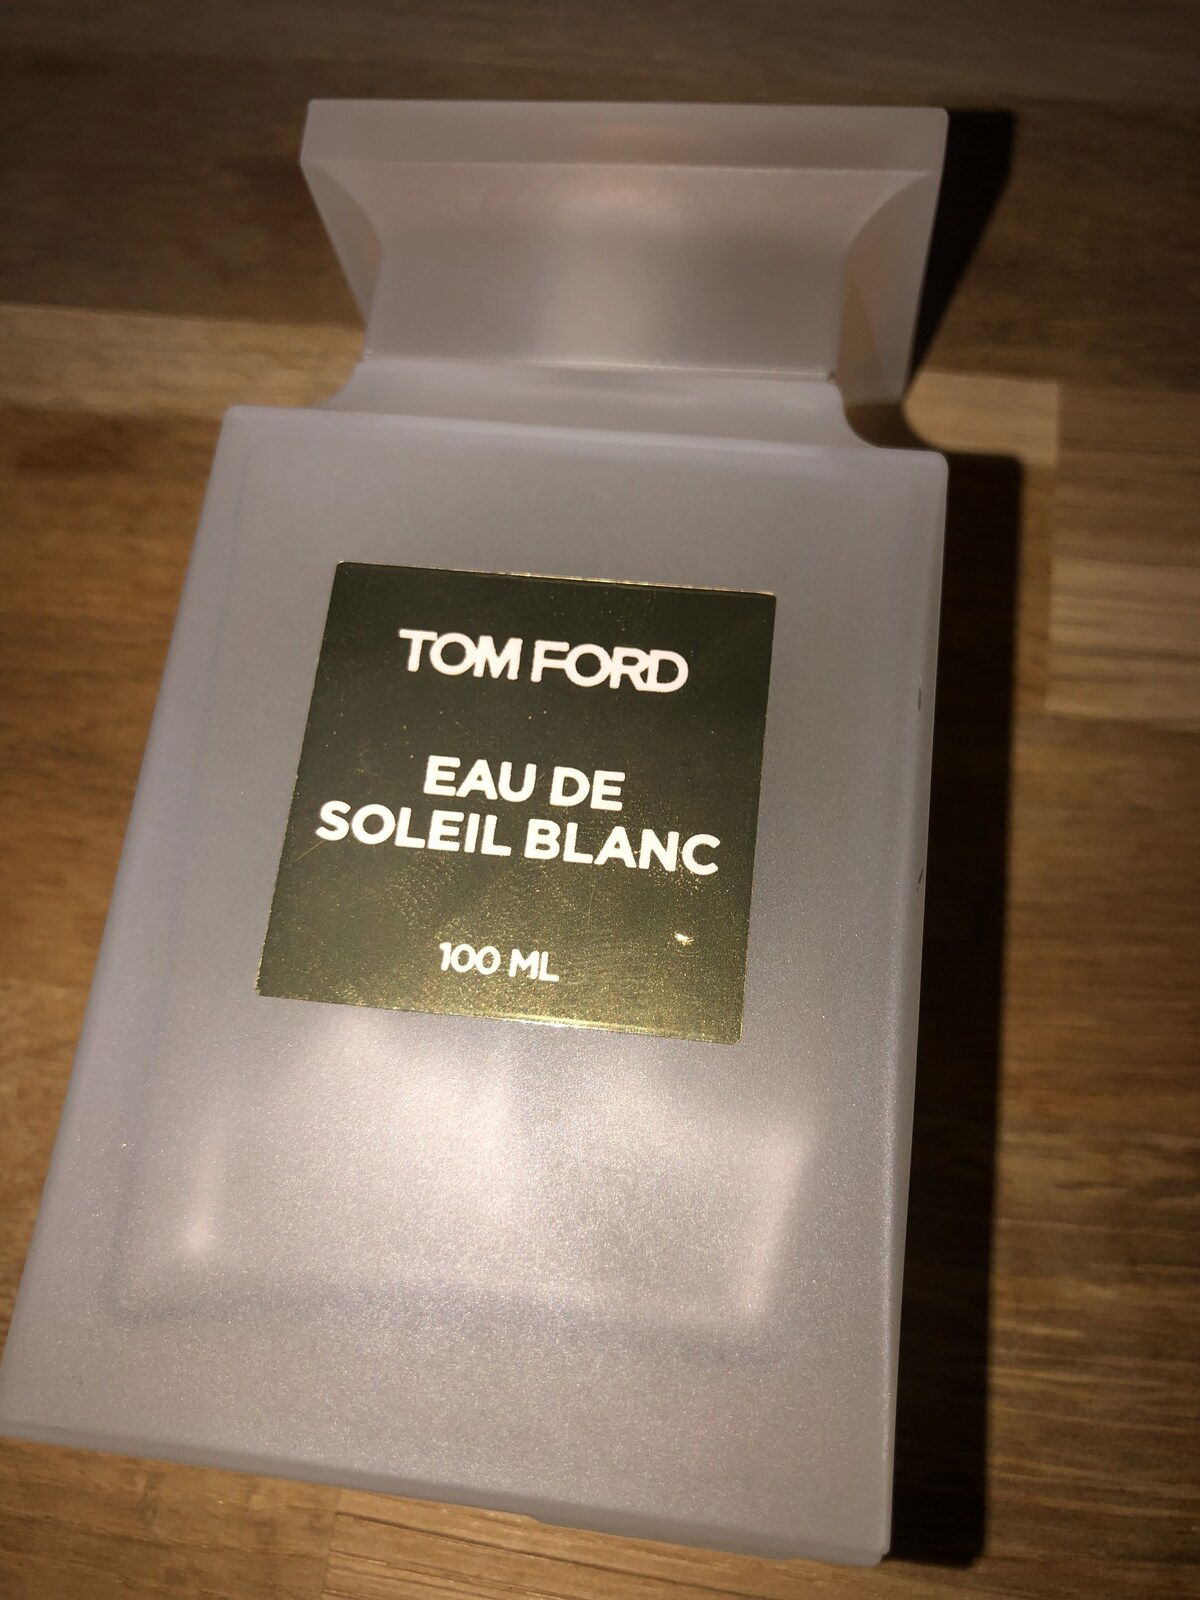 TOM FORD
EAU DE
SOLEIL BLANC
100 ML